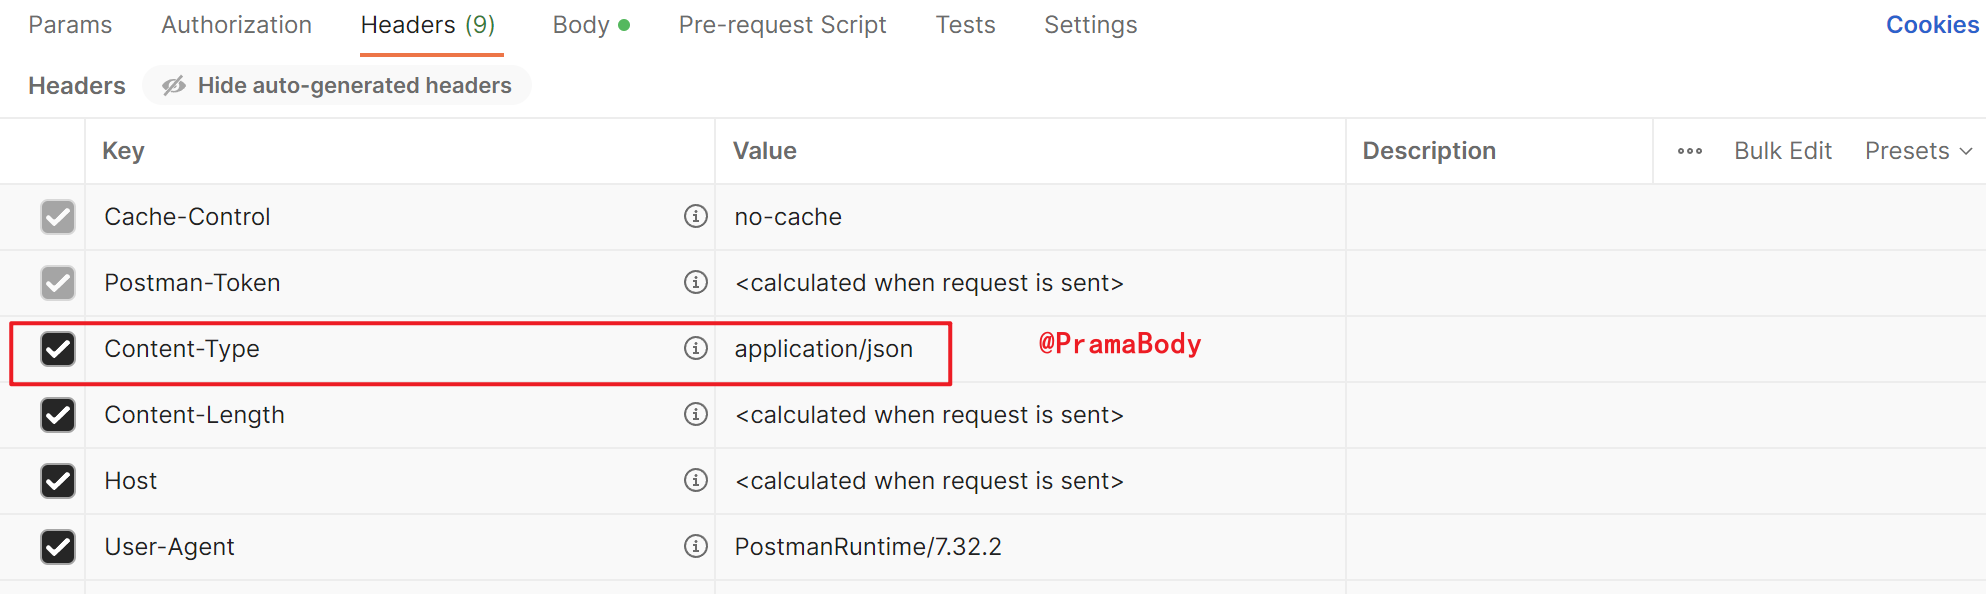 Params Authorization Headers (9) Body Pre-request Script Tests Settings Cookies
Headers Hide auto-generated headers
Key Value Description Bulk Edit Presets
Cache-Control no-cache
Postman-Token <calculated when request is sent>
Content-Type application/json @PramaBody
Content-Length <calculated when request is sent>
Host <calculated when request is sent>
User-Agent PostmanRuntime/7.32.2